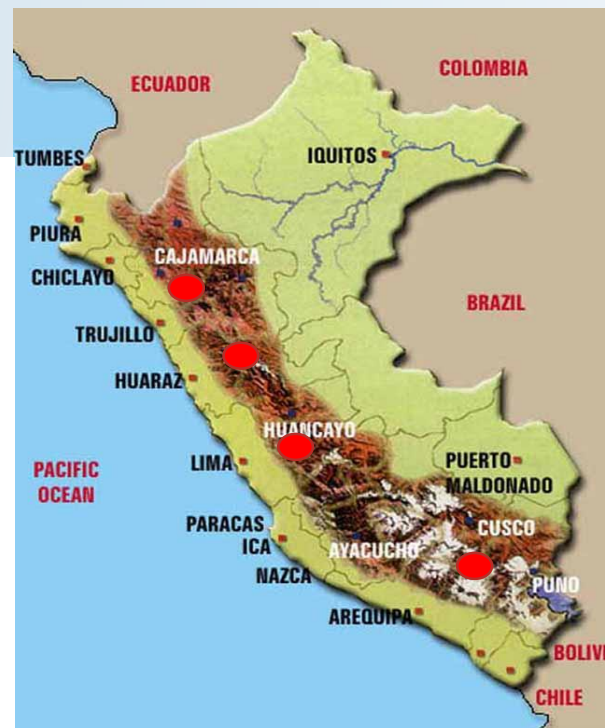 COLOMBIA
ECUADOR
TUMBES
IQUITOS
PIURA
CAJAMARCA
CHICLAYO
BRAZIL
TRUJILLO
HUARAZ
HUANCAYO
LIMA
PUERTO
MALDONADO
PACIFIC
OCEAN
PARACAS
ICA
CUSCO
AYACUCHO
NAZCA
PUNO
AREQUIPA
BOLIVI
CHILE